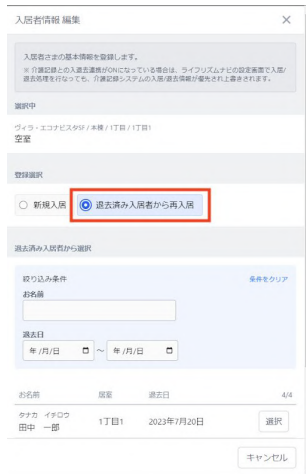 入居者情報 編集
入居者さまの基本情報を登録します。
※ 介護記録との入退去連携がONになっている場合は、ライフリズムナビの設定画面で入居/
退去処理を行なっても、介護記録システムの入居/退去情報が優先され上書きされます。
選択中
ヴィラ・エコナビスタSF / 本棟 / 1丁目 / 1丁目1
空室
登録選択
新規入居 退去済み入居者から再入居
退去済み入居者から選択
絞り込み条件 条件をクリア
お名前
退去日
年 /月/日 ～ 年 /月/日
お名前 居室 退去日 4/4
タナカ イチロウ
田中 一郎 1丁目1 2023年7月20日 選択
キャンセル